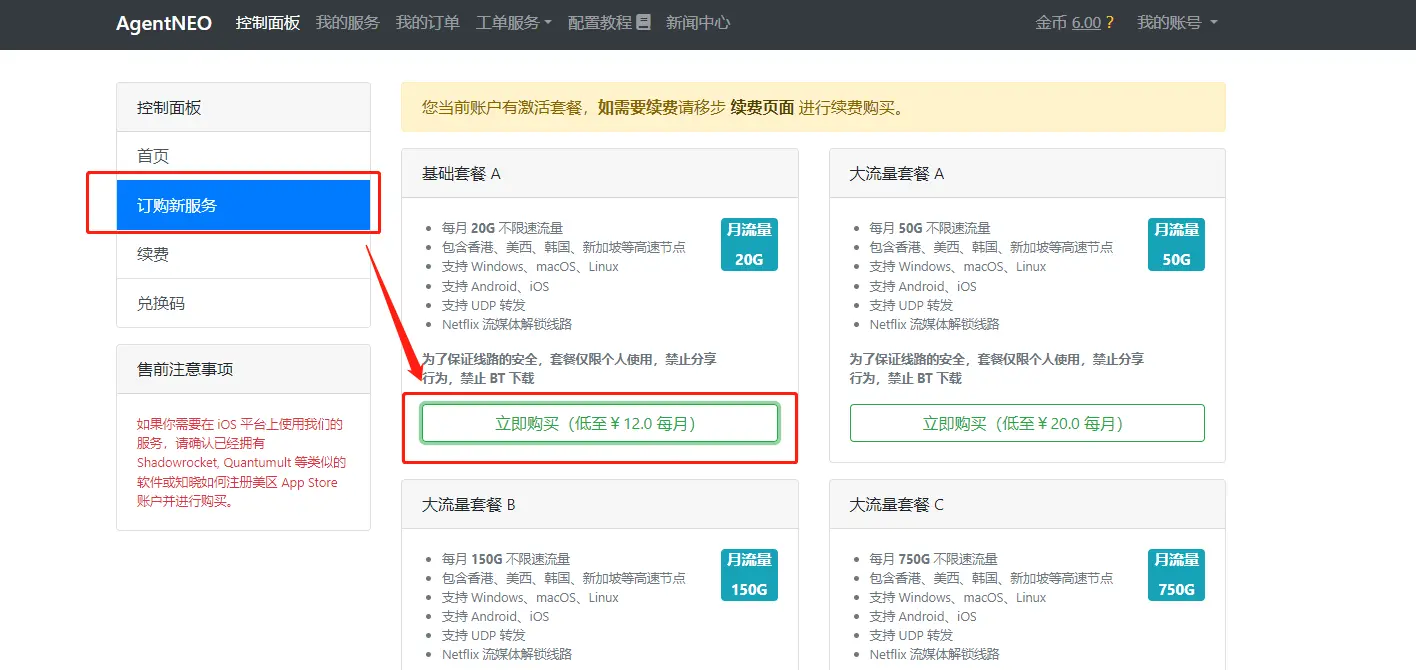 AgentNEO 控制面板 我的服务 我的订单 工单服务 配置教程 新闻中心 金币 6.00 ? 我的账号
控制面板
首页
订购新服务
续费
兑换码
售前注意事项
如果你需要在 iOS 平台上使用我们的
服务，请确认已经拥有
Shadowrocket, Quantumult 等类似的
软件或知晓如何注册美区 App Store
账户并进行购买。
您当前账户有激活套餐，如需要续费请移步 续费页面 进行续费购买。
基础套餐 A
每月 20G 不限速流量
包含香港、美西、韩国、新加坡等高速节点
支持 Windows、macOS、Linux
支持 Android、iOS
支持 UDP 转发
Netflix 流媒体解锁线路
月流量
20G
为了保证线路的安全，套餐仅限个人使用，禁止分享
行为，禁止 BT 下载
立即购买（低至￥12.0 每月）
大流量套餐 A
每月 50G 不限速流量
包含香港、美西、韩国、新加坡等高速节点
支持 Windows、macOS、Linux
支持 Android、iOS
支持 UDP 转发
Netflix 流媒体解锁线路
月流量
50G
为了保证线路的安全，套餐仅限个人使用，禁止分享
行为，禁止 BT 下载
立即购买（低至￥20.0 每月）
大流量套餐 B
每月 150G 不限速流量
包含香港、美西、韩国、新加坡等高速节点
支持 Windows、macOS、Linux
支持 Android、iOS
支持 UDP 转发
Netflix 流媒体解锁线路
月流量
150G
大流量套餐 C
每月 750G 不限速流量
包含香港、美西、韩国、新加坡等高速节点
支持 Windows、macOS、Linux
支持 Android、iOS
支持 UDP 转发
Netflix 流媒体解锁线路
月流量
750G